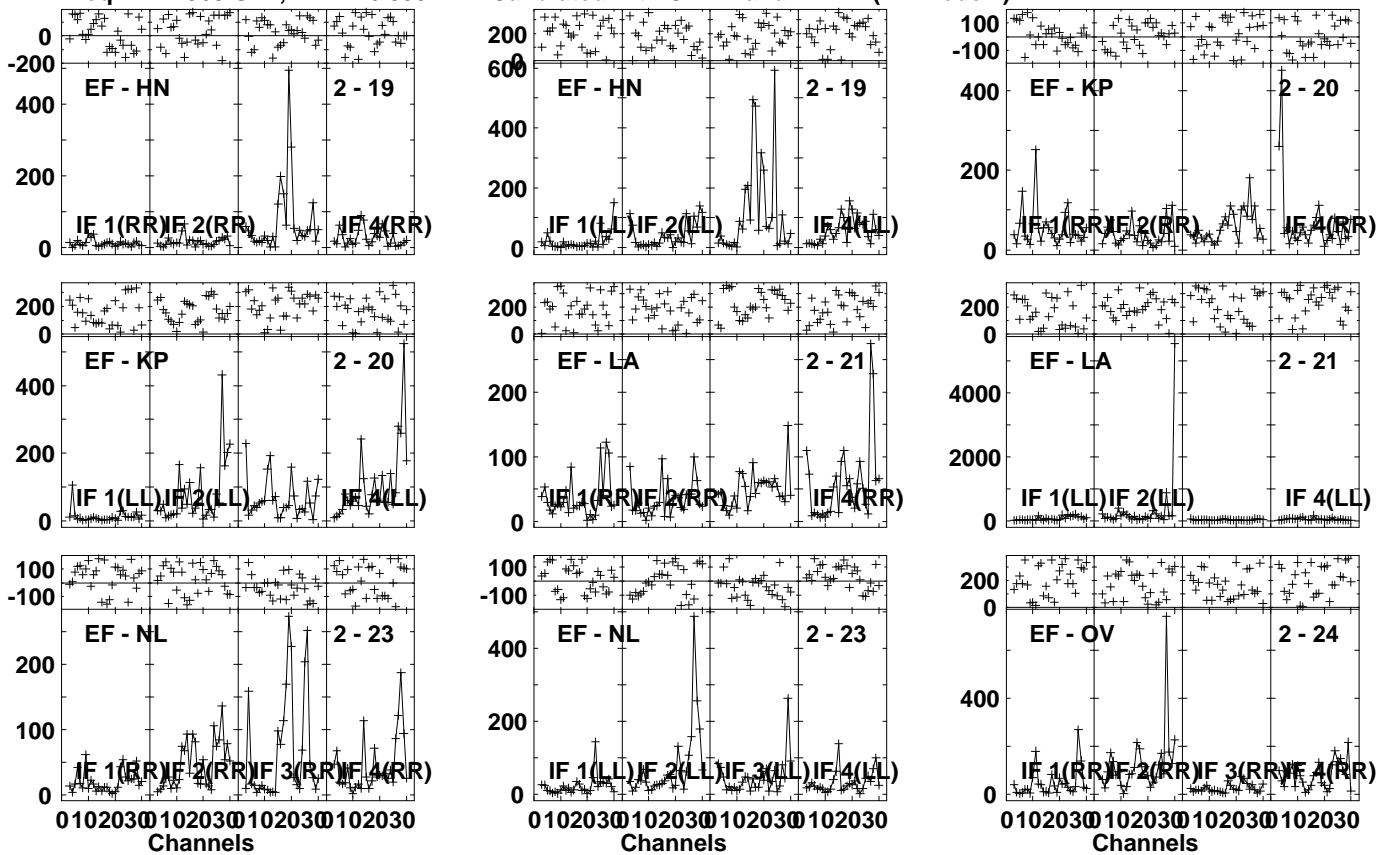 0
-200
EF - HN
2 - 19
400
200
0
IF 1(RR)
IF 2(RR)
IF 4(RR)
200
0
600
EF - HN
2 - 19
400
200
0
IF 1(LL)
IF 2(LL)
IF 4(LL)
100
-100
EF - KP
2 - 20
400
200
0
IF 1(RR)
IF 2(RR)
IF 4(RR)
200
0
EF - KP
2 - 20
400
200
0
IF 1(LL)
IF 2(LL)
IF 4(LL)
200
0
EF - LA
2 - 21
200
100
0
IF 1(RR)
IF 2(RR)
IF 4(RR)
200
0
EF - LA
2 - 21
4000
2000
0
IF 1(LL)
IF 2(LL)
IF 4(LL)
100
-100
EF - NL
2 - 23
200
100
0
IF 1(RR)
IF 2(RR)
IF 3(RR)
IF 4(RR)
0102030 0102030 0102030 0102030
Channels
100
-100
EF - NL
2 - 23
400
200
0
IF 1(LL)
IF 2(LL)
IF 3(LL)
IF 4(LL)
0102030 0102030 0102030 0102030
Channels
200
0
EF - OV
2 - 24
400
0
IF 1(RR)
IF 2(RR)
IF 3(RR)
IF 4(RR)
0102030 0102030 0102030 0102030
Channels